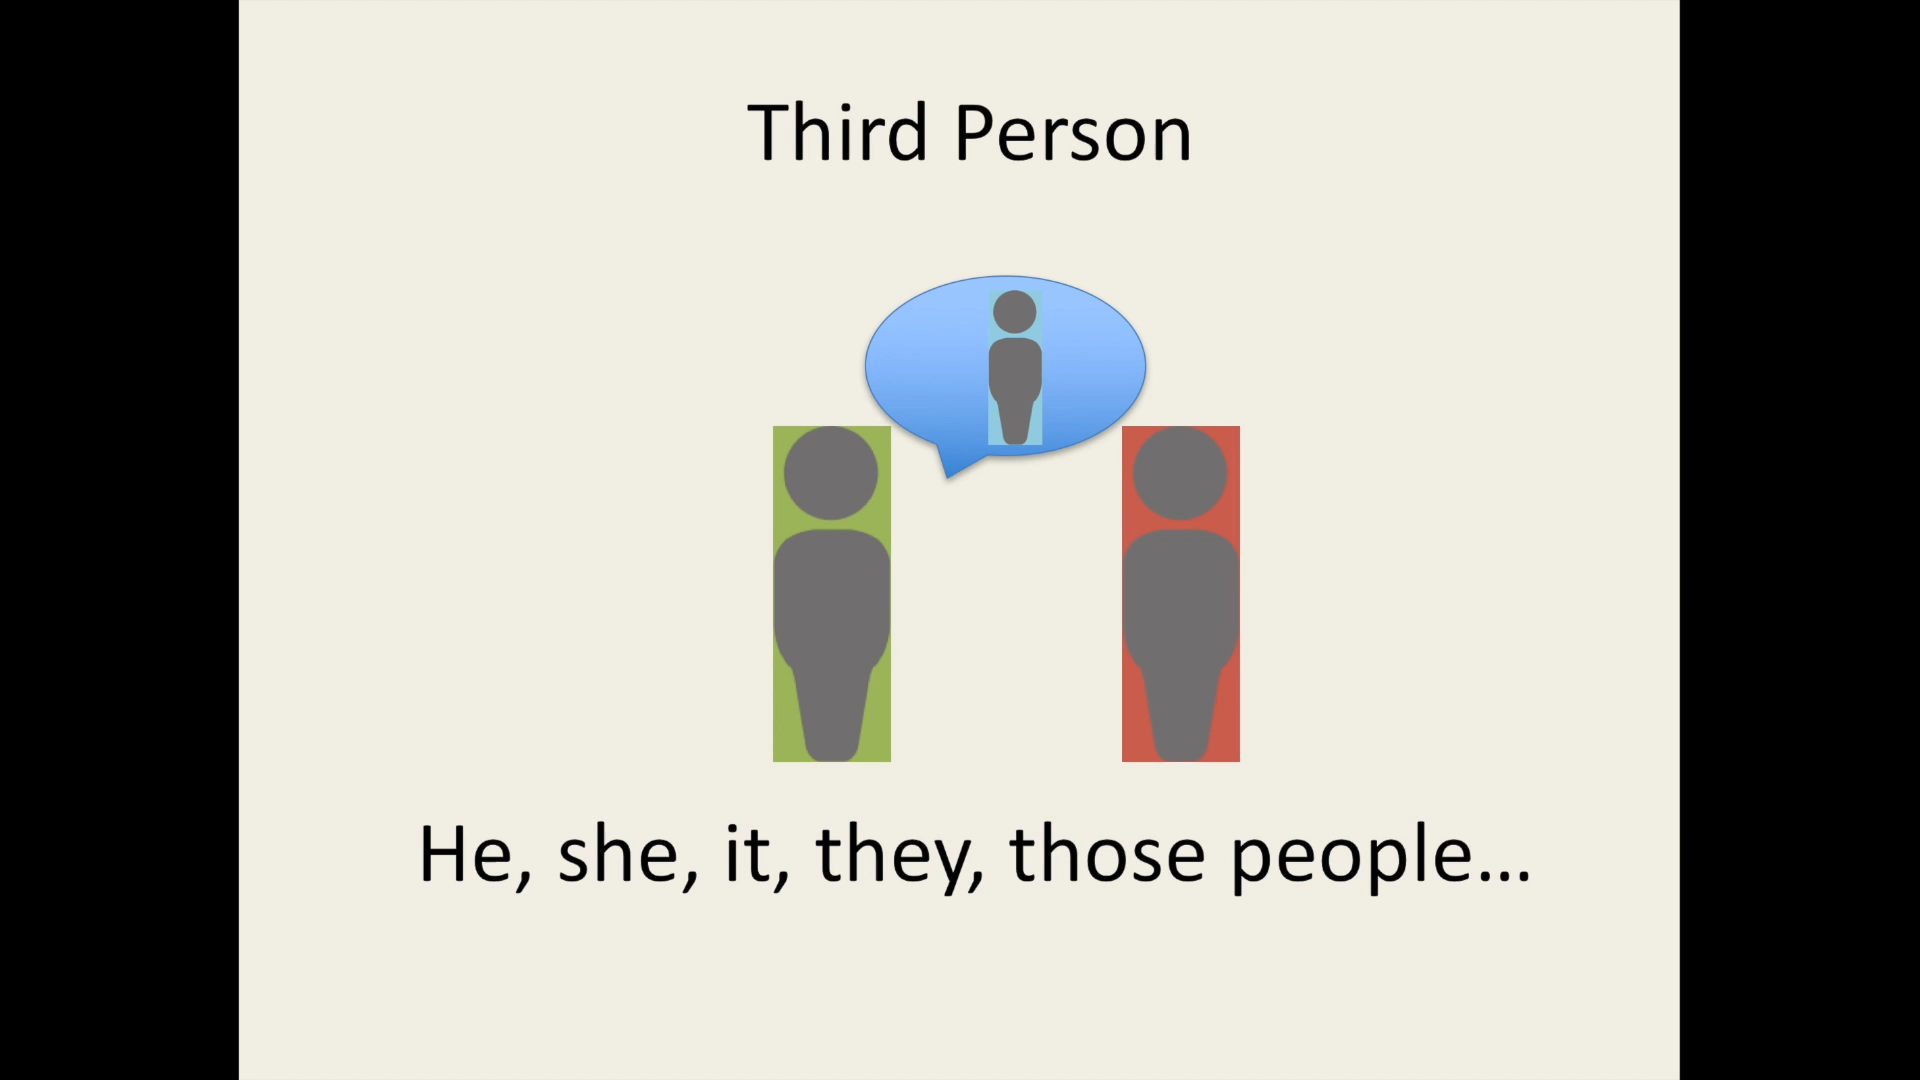 Third Person
He, she, it, they, those people...